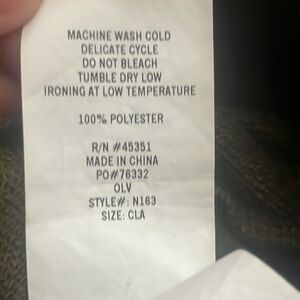 MACHINE WASH COLD
DELICATE CYCLE
DO NOT BLEACH
TUMBLE DRY LOW
IRONING AT LOW TEMPERATURE
100% POLYESTER
R/N #45351
MADE IN CHINA
PO#76332
OLV
STYLE#: N163
SIZE: CLA